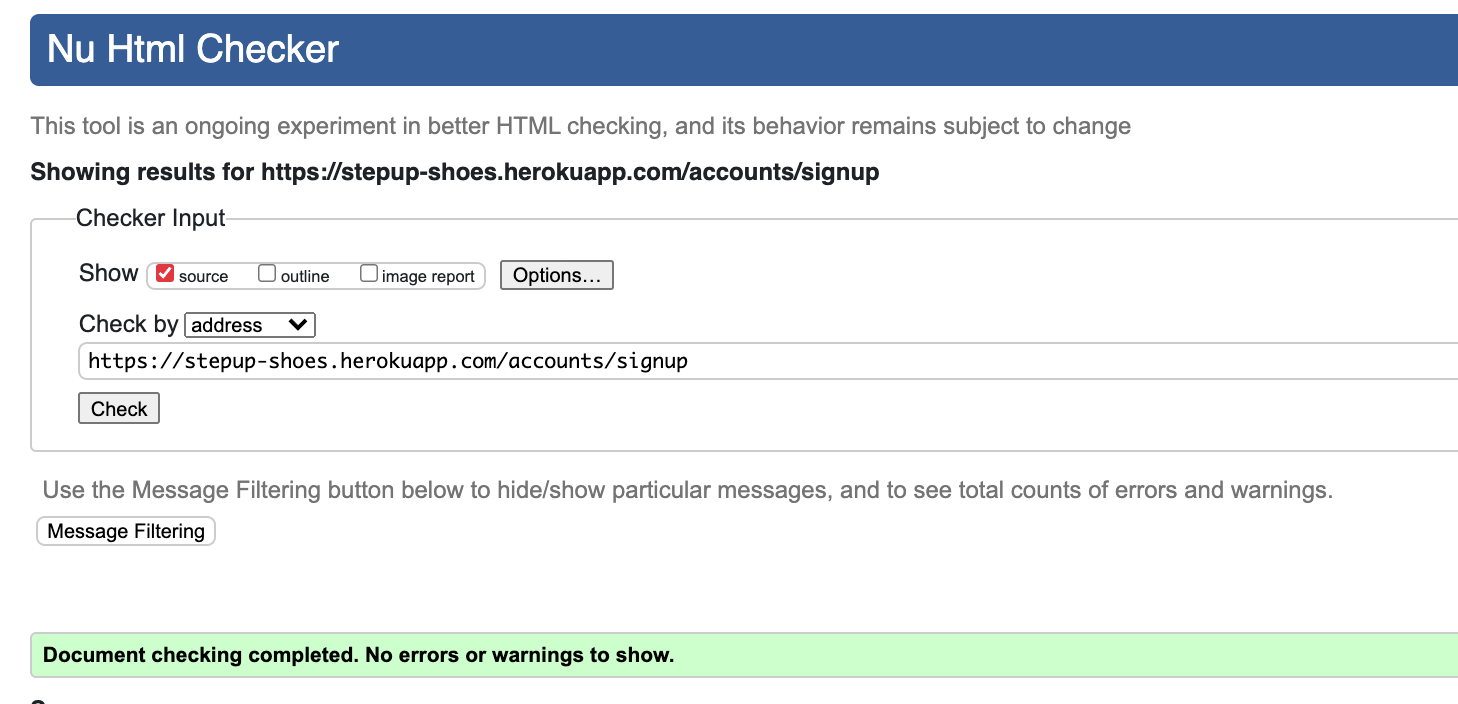 Nu Html Checker
This tool is an ongoing experiment in better HTML checking, and its behavior remains subject to change
Showing results for https://stepup-shoes.herokuapp.com/accounts/signup
Checker Input
Show source outline image report Options...
Check by address
https://stepup-shoes.herokuapp.com/accounts/signup
Check
Use the Message Filtering button below to hide/show particular messages, and to see total counts of errors and warnings.
Message Filtering
Document checking completed. No errors or warnings to show.